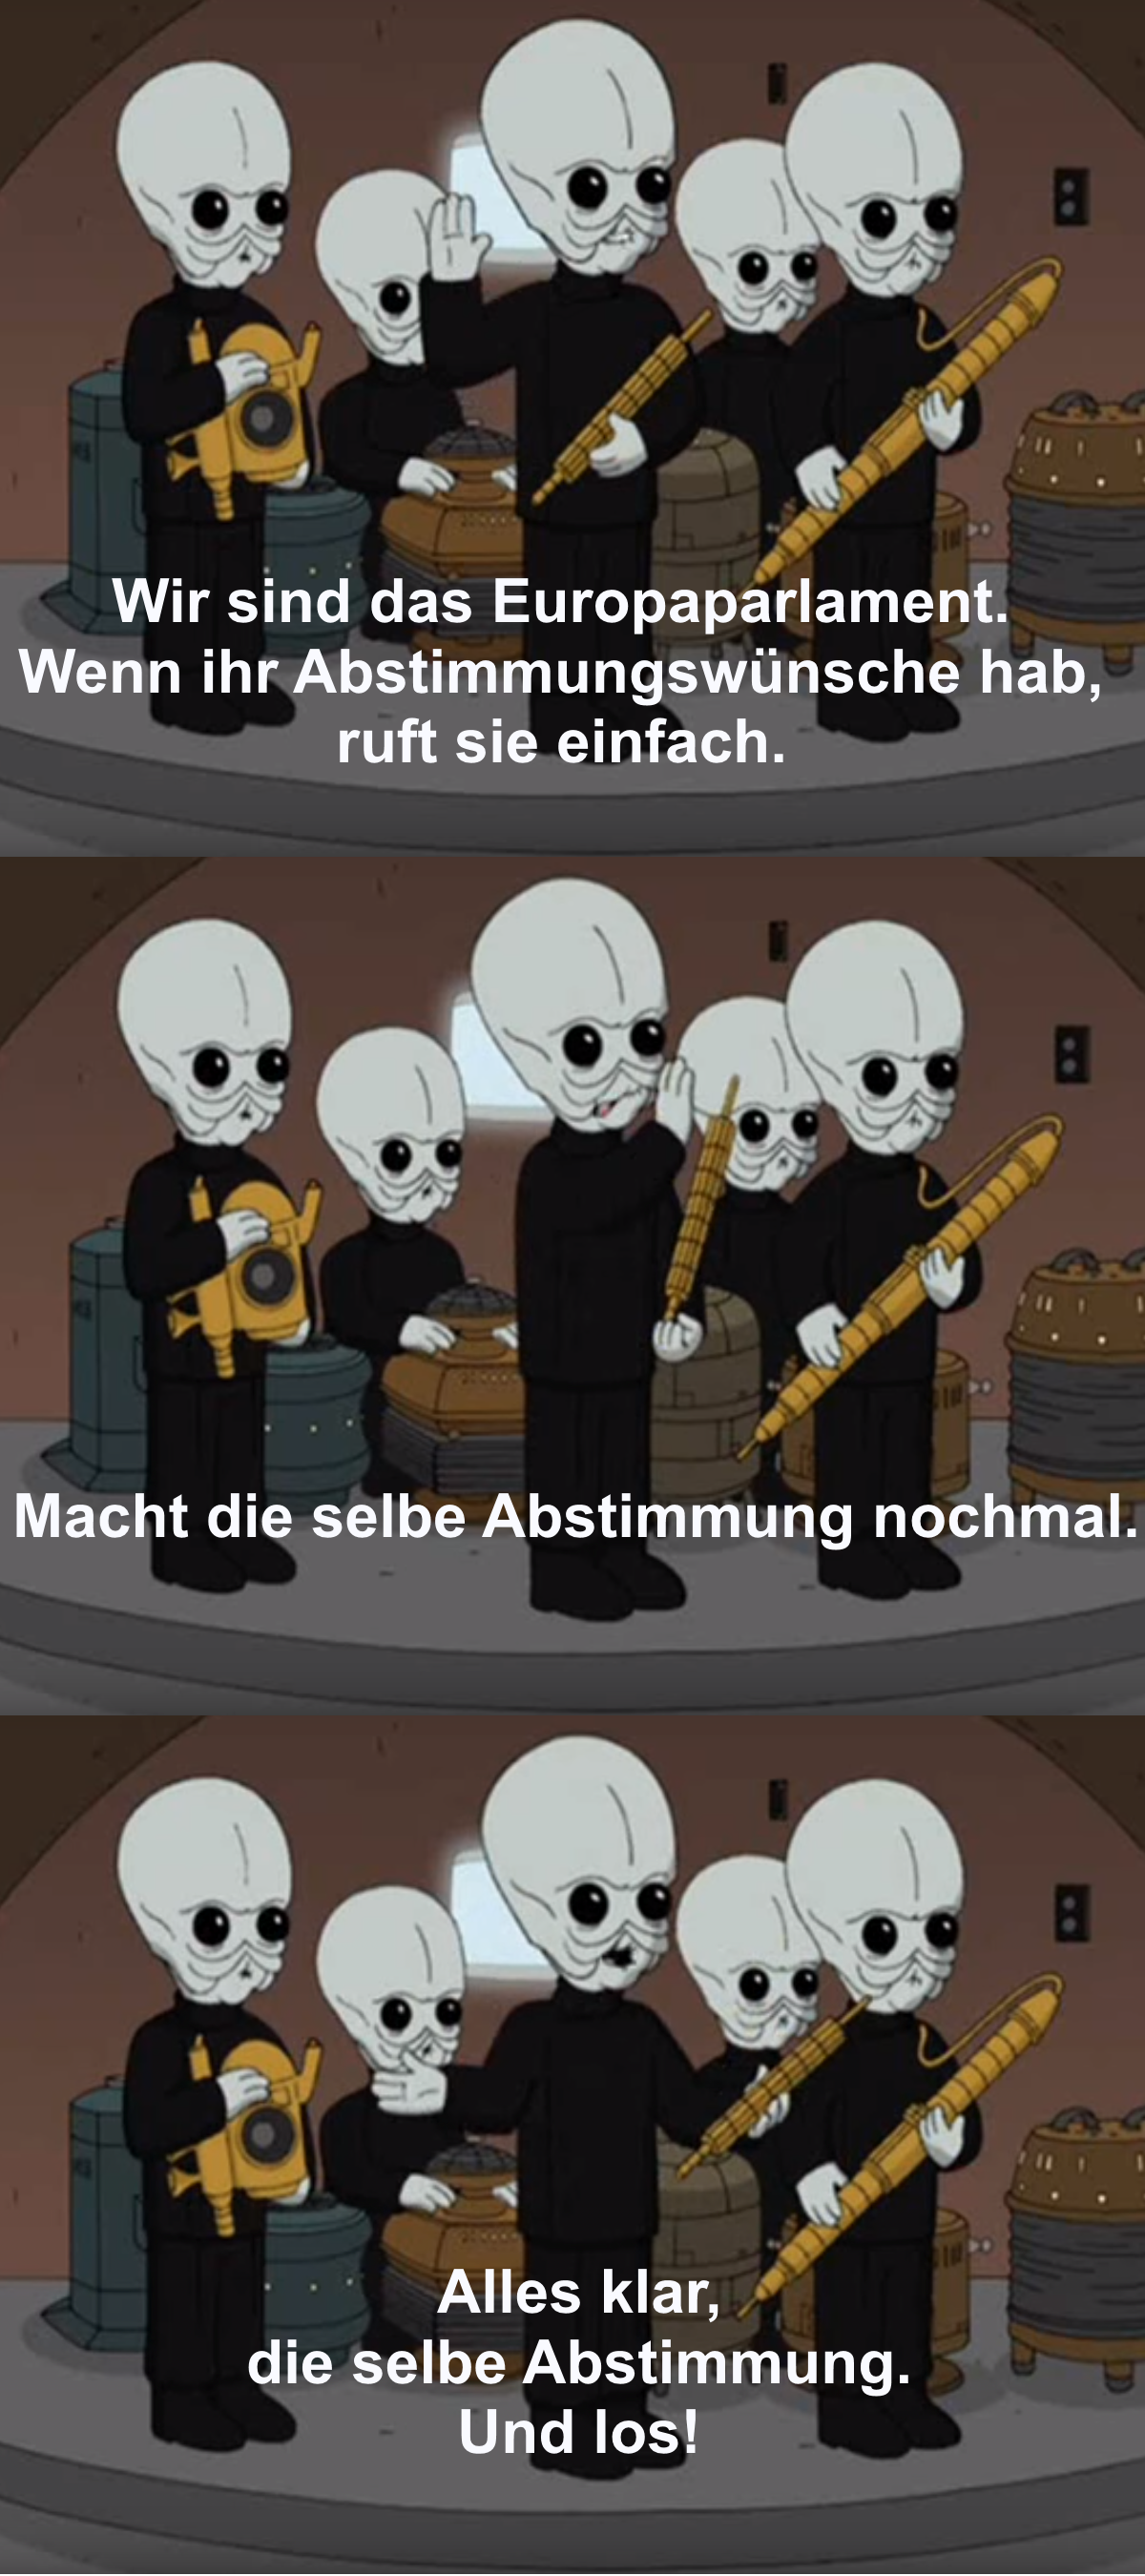 Wir sind das Europaparlament.
Wenn ihr Abstimmungswünsche hab,
ruft sie einfach.
Macht die selbe Abstimmung nochmal.
Alles klar,
die selbe Abstimmung.
Und los!